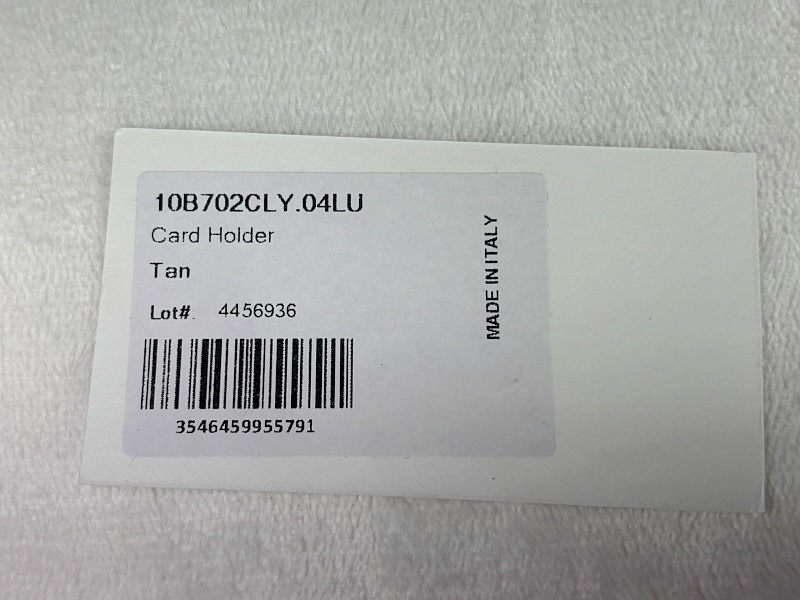 10B702CLY.04LU
Card Holder
Tan
Lot#. 4456936
3546459955791
MADE IN ITALY